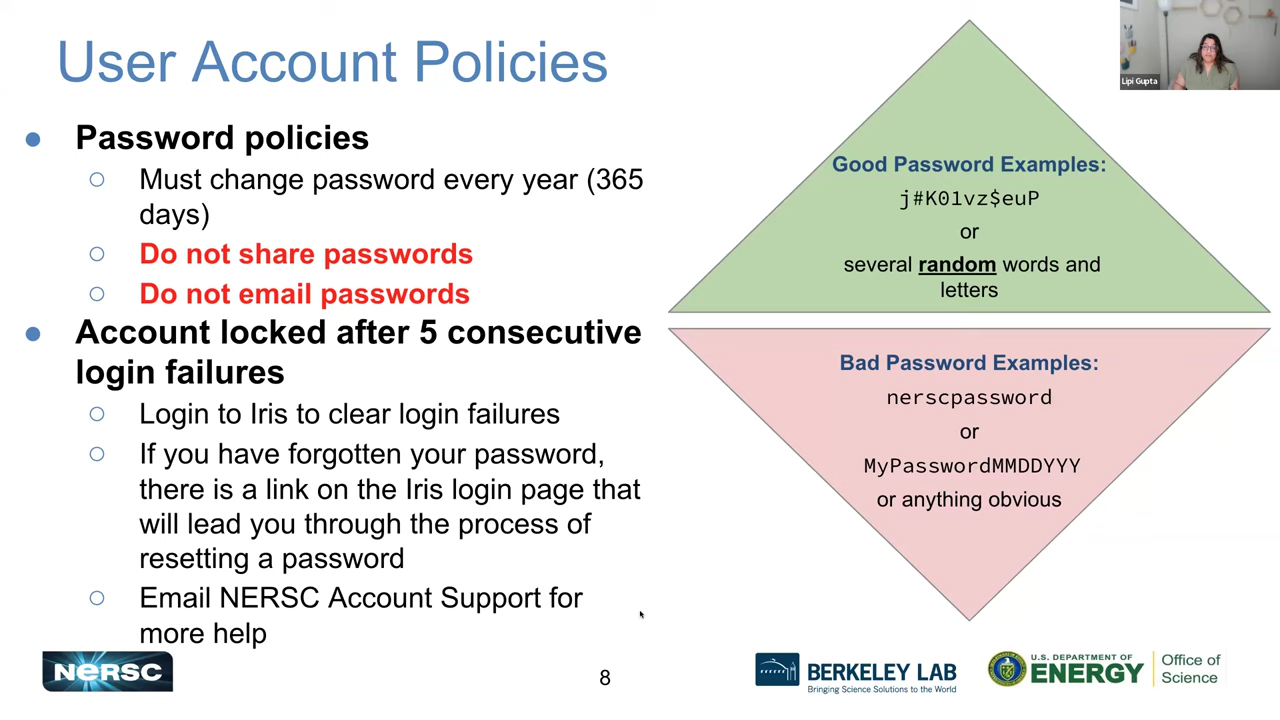 User Account Policies
Password policies
Must change password every year (365
days)
Do not share passwords
Do not email passwords
Account locked after 5 consecutive
login failures
Login to Iris to clear login failures
If you have forgotten your password,
there is a link on the Iris login page that
will lead you through the process of
resetting a password
Email NERSC Account Support for
more help
Good Password Examples:
j#K01vz$euP
or
several random words and
letters
Bad Password Examples:
nerscpassword
or
MyPasswordMMDDYYY
or anything obvious
Lipi Gupta
NERSC
8
BERKELEY LAB
Bringing Science Solutions to the World
U.S. DEPARTMENT OF
ENERGY
Office of
Science